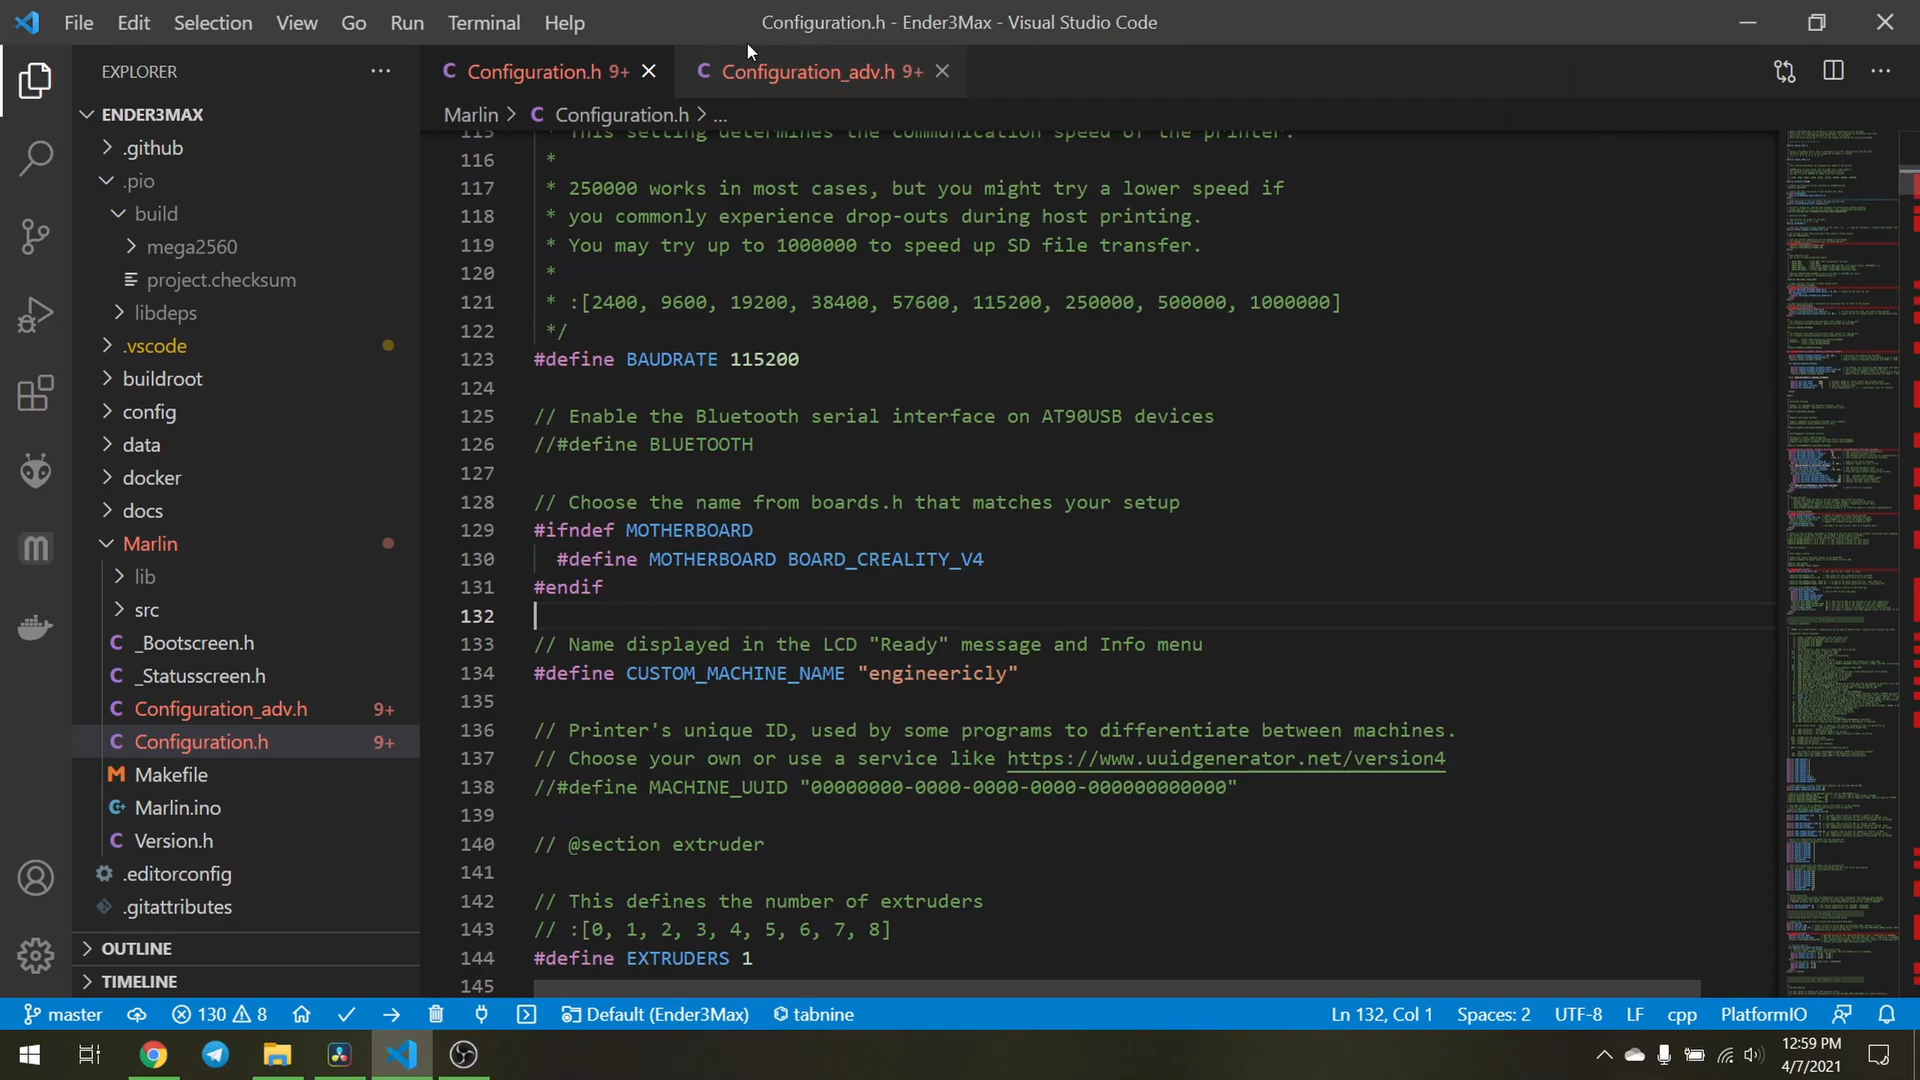 File Edit Selection View Go Run Terminal Help
Configuration.h - Ender3Max - Visual Studio Code
EXPLORER
Configuration.h 9+
Configuration_adv.h 9+
ENDER3MAX
Marlin > Configuration.h > ...
.github
.pio
build
mega2560
project.checksum
libdeps
.vscode
buildroot
config
data
docker
docs
Marlin
lib
src
_Bootscreen.h
_Statusscreen.h
Configuration_adv.h 9+
Configuration.h 9+
Makefile
Marlin.ino
Version.h
.editorconfig
.gitattributes
OUTLINE
TIMELINE
115 * This setting determines the communication speed of the printer.
116 *
117 * 250000 works in most cases, but you might try a lower speed if
118 * you commonly experience drop-outs during host printing.
119 * You may try up to 1000000 to speed up SD file transfer.
120 *
121 * :[2400, 9600, 19200, 38400, 57600, 115200, 250000, 500000, 1000000]
122 */
123 #define BAUDRATE 115200
124
125 // Enable the Bluetooth serial interface on AT90USB devices
126 //#define BLUETOOTH
127
128 // Choose the name from boards.h that matches your setup
129 #ifndef MOTHERBOARD
130 #define MOTHERBOARD BOARD_CREALITY_V4
131 #endif
132
133 // Name displayed in the LCD "Ready" message and Info menu
134 #define CUSTOM_MACHINE_NAME "engineericly"
135
136 // Printer's unique ID, used by some programs to differentiate between machines.
137 // Choose your own or use a service like https://www.uuidgenerator.net/version4
138 //#define MACHINE_UUID "00000000-0000-0000-0000-000000000000"
139
140 // @section extruder
141
142 // This defines the number of extruders
143 // :[0, 1, 2, 3, 4, 5, 6, 7, 8]
144 #define EXTRUDERS 1
145
master 130 8 Default (Ender3Max) tabnine Ln 132, Col 1 Spaces: 2 UTF-8 LF cpp PlatformIO
12:59 PM
4/7/2021